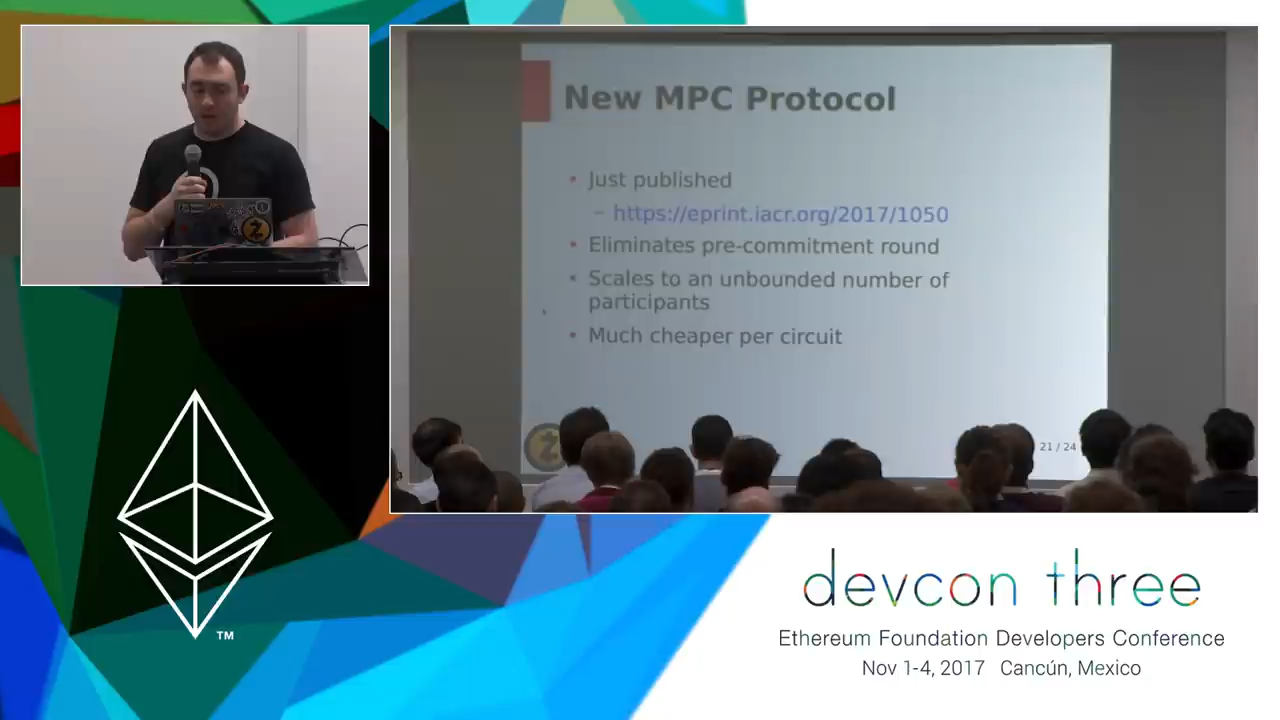 New MPC Protocol
• Just published
– https://eprint.iacr.org/2017/1050
• Eliminates pre-commitment round
• Scales to an unbounded number of
participants
• Much cheaper per circuit
21 / 24
TM
devcon three
Ethereum Foundation Developers Conference
Nov 1-4, 2017 Cancún, Mexico